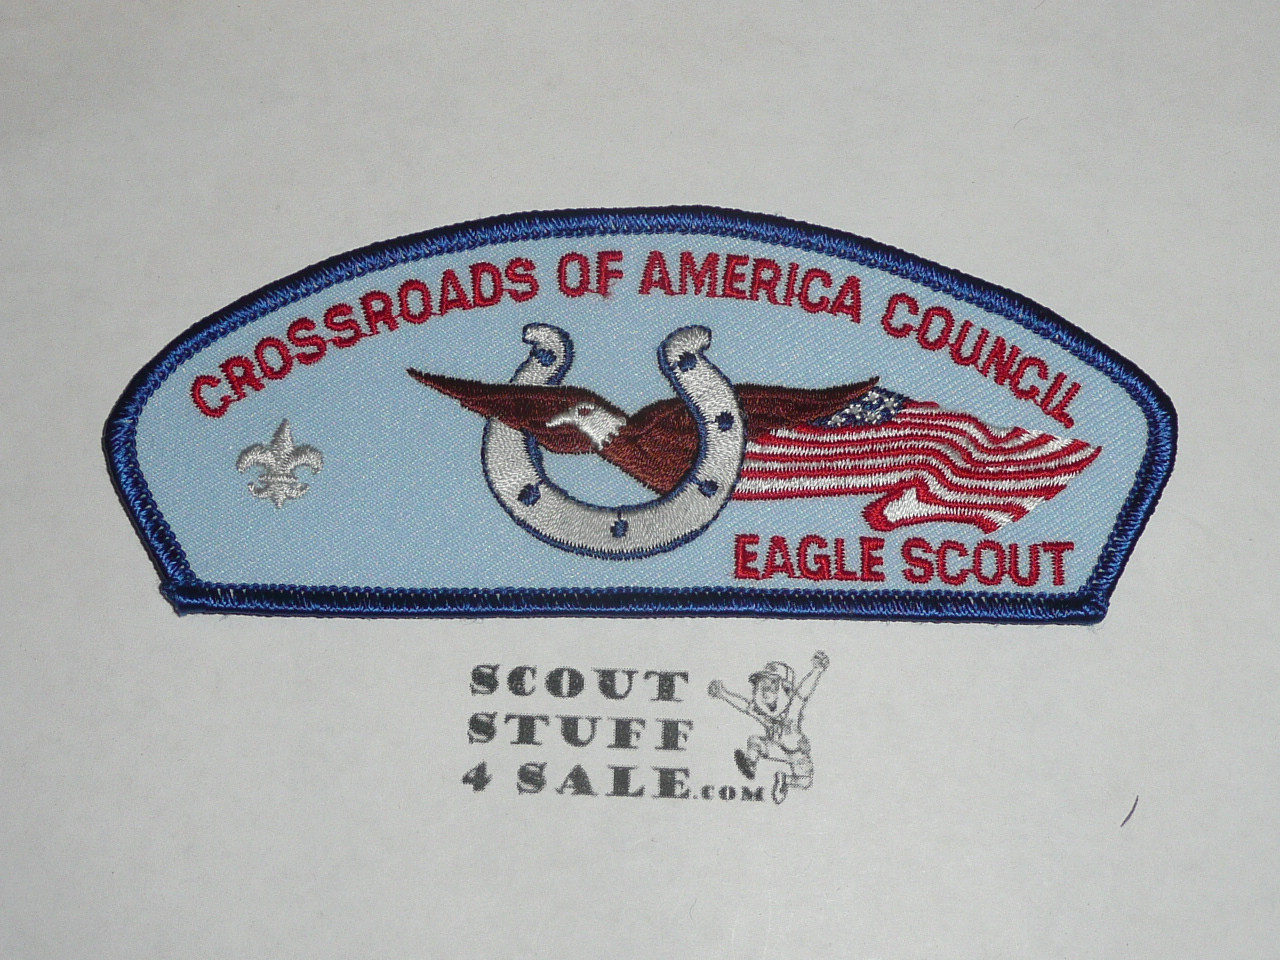 CROSSROADS OF AMERICA COUNCIL
EAGLE SCOUT
SCOUT
STUFF
4 SALE.COM